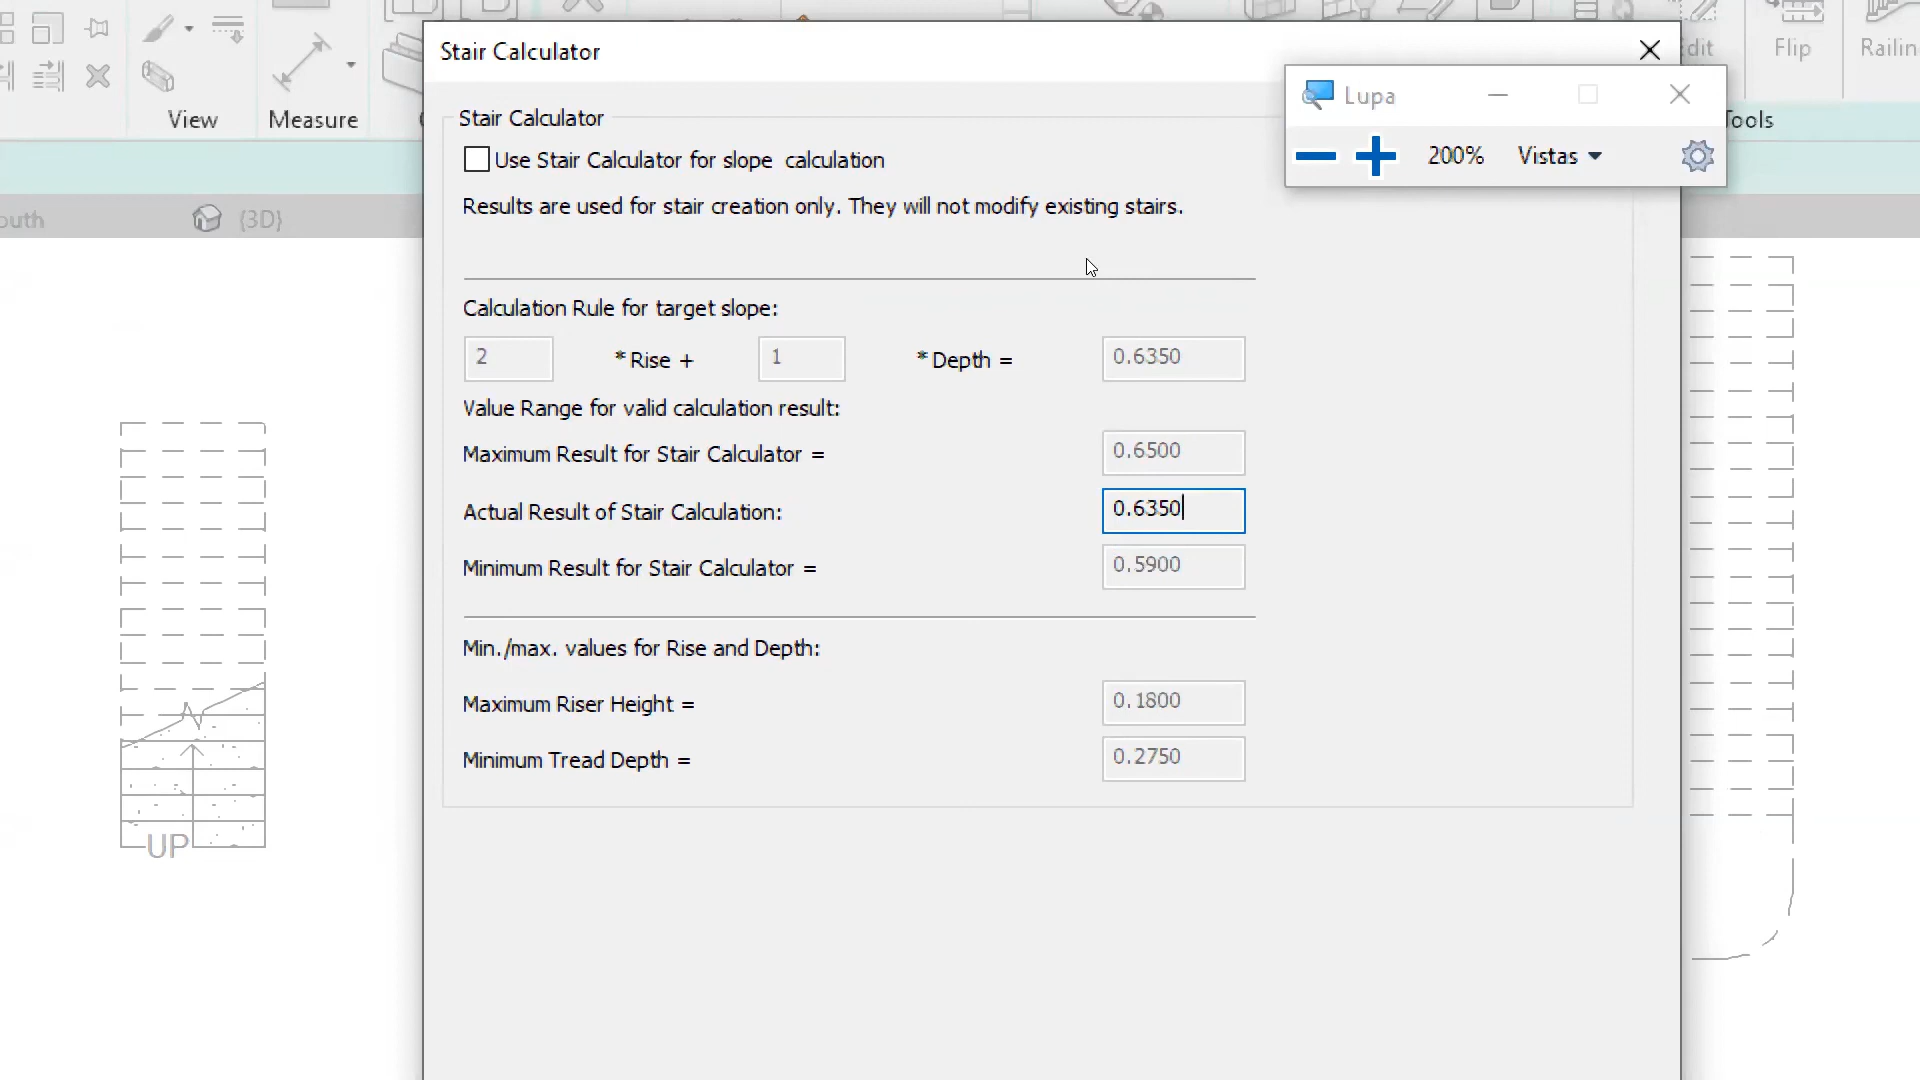 Stair Calculator
Lupa
200% Vistas
dit Flip Railin
View Measure Tools
outh {3D}
Stair Calculator
Use Stair Calculator for slope calculation
Results are used for stair creation only. They will not modify existing stairs.
Calculation Rule for target slope:
2 * Rise + 1 * Depth = 0.6350
Value Range for valid calculation result:
Maximum Result for Stair Calculator = 0.6500
Actual Result of Stair Calculation: 0.6350
Minimum Result for Stair Calculator = 0.5900
Min./max. values for Rise and Depth:
Maximum Riser Height = 0.1800
Minimum Tread Depth = 0.2750
UP